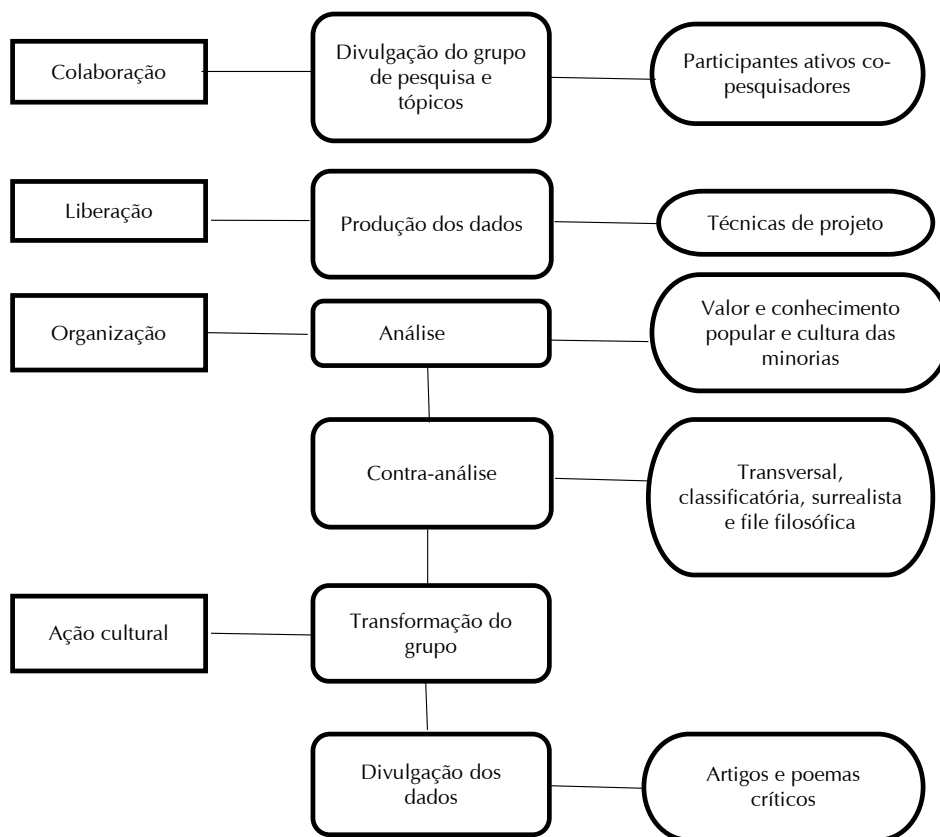 Colaboração
Divulgação do grupo
de pesquisa e
tópicos
Participantes ativos co-
pesquisadores
Liberação
Produção dos dados
Técnicas de projeto
Organização
Análise
Valor e conhecimento
popular e cultura das
minorias
Contra-análise
Transversal,
classificatória, surrealista
e file filosófica
Ação cultural
Transformação do
grupo
Divulgação dos
dados
Artigos e poemas
críticos